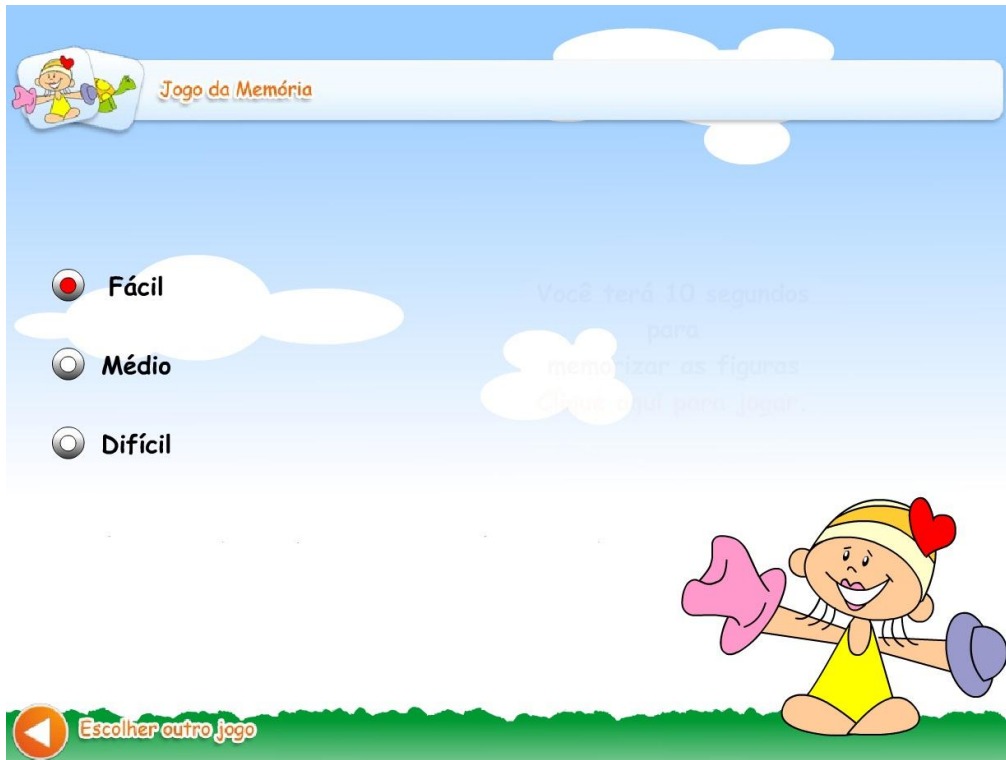 Jogo da Memória
Fácil
Médio
Difícil
Você terá 10 segundos
para
memorizar as figuras
Clique aqui para jogar.
Escolher outro jogo